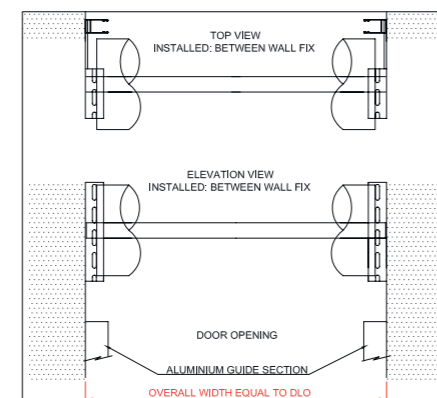 TOP VIEW
INSTALLED: BETWEEN WALL FIX
ELEVATION VIEW
INSTALLED: BETWEEN WALL FIX
DOOR OPENING
ALUMINIUM GUIDE SECTION
OVERALL WIDTH EQUAL TO DLO